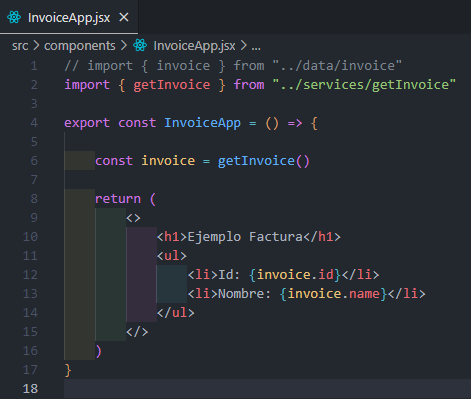 InvoiceApp.jsx ×
src > components > InvoiceApp.jsx > ...
1 // import { invoice } from "../data/invoice"
2 import { getInvoice } from "../services/getInvoice"
3
4 export const InvoiceApp = () => {
5
6     const invoice = getInvoice()
7
8     return (
9         <>
10             <h1>Ejemplo Factura</h1>
11             <ul>
12                 <li>Id: {invoice.id}</li>
13                 <li>Nombre: {invoice.name}</li>
14             </ul>
15         </>
16     )
17 }
18